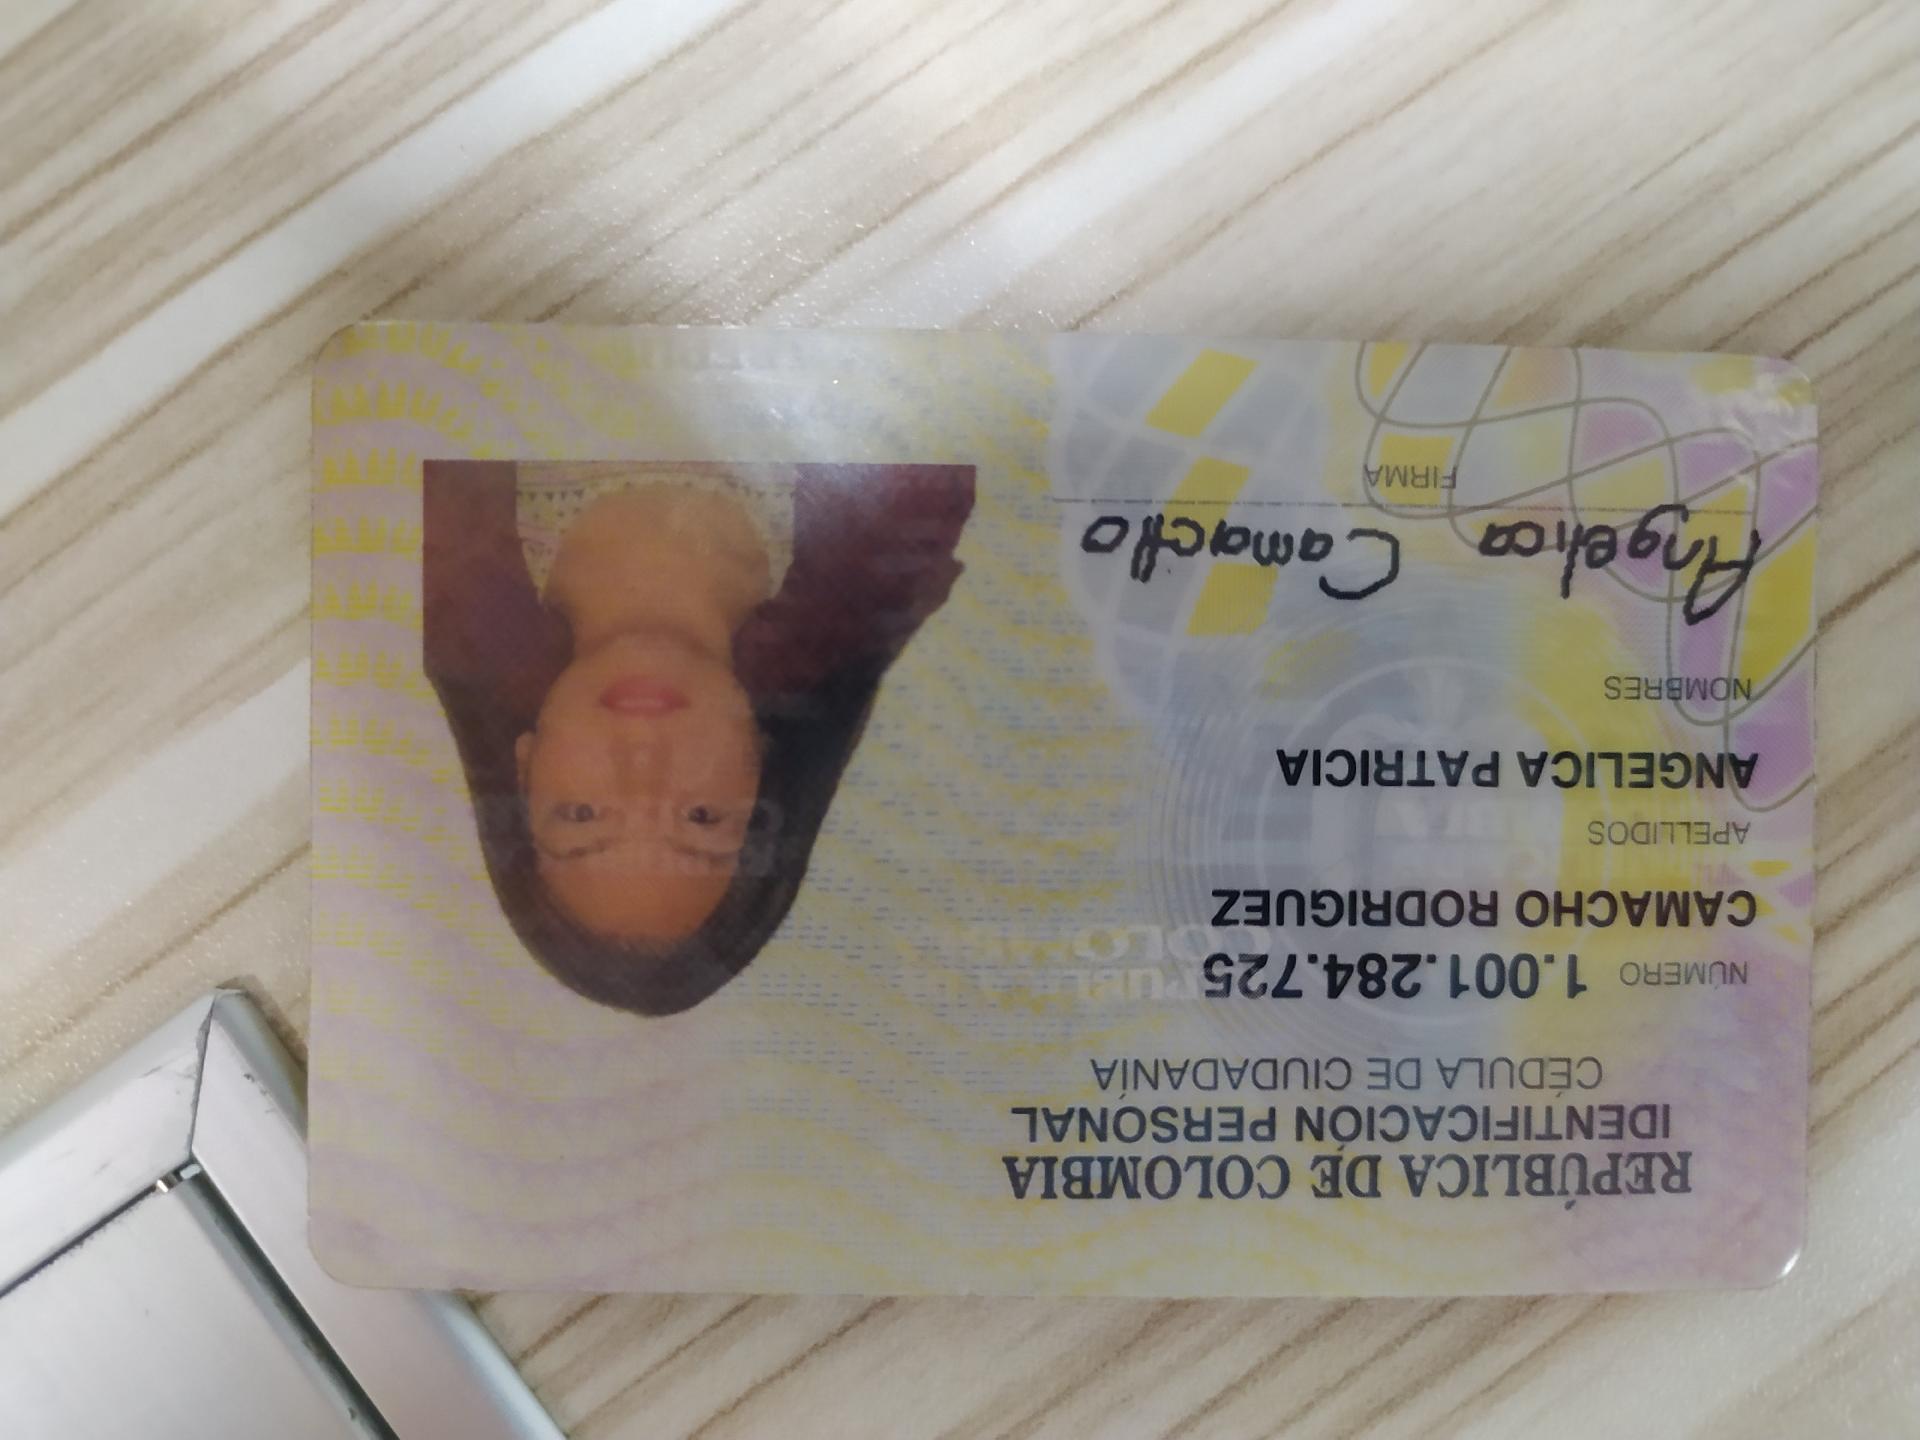 REPÚBLICA DE COLOMBIA
IDENTIFICACIÓN PERSONAL
CÉDULA DE CIUDADANÍA
NÚMERO 1.001.284.725
CAMACHO RODRIGUEZ
APELLIDOS
ANGELICA PATRICIA
NOMBRES
Angelica Camacho
FIRMA